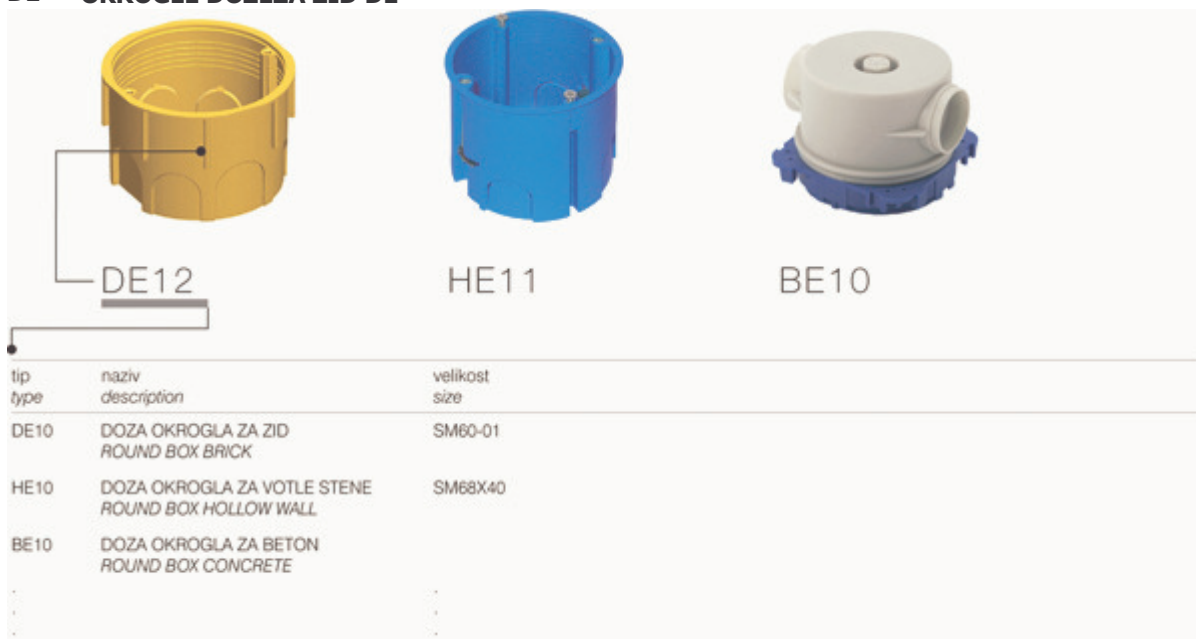 DE12
HE11
BE10
tip naziv velikost
type description size
DE10 DOZA OKROGLA ZA ZID SM60-01
ROUND BOX BRICK
HE10 DOZA OKROGLA ZA VOTLE STENE SM68X40
ROUND BOX HOLLOW WALL
BE10 DOZA OKROGLA ZA BETON
ROUND BOX CONCRETE